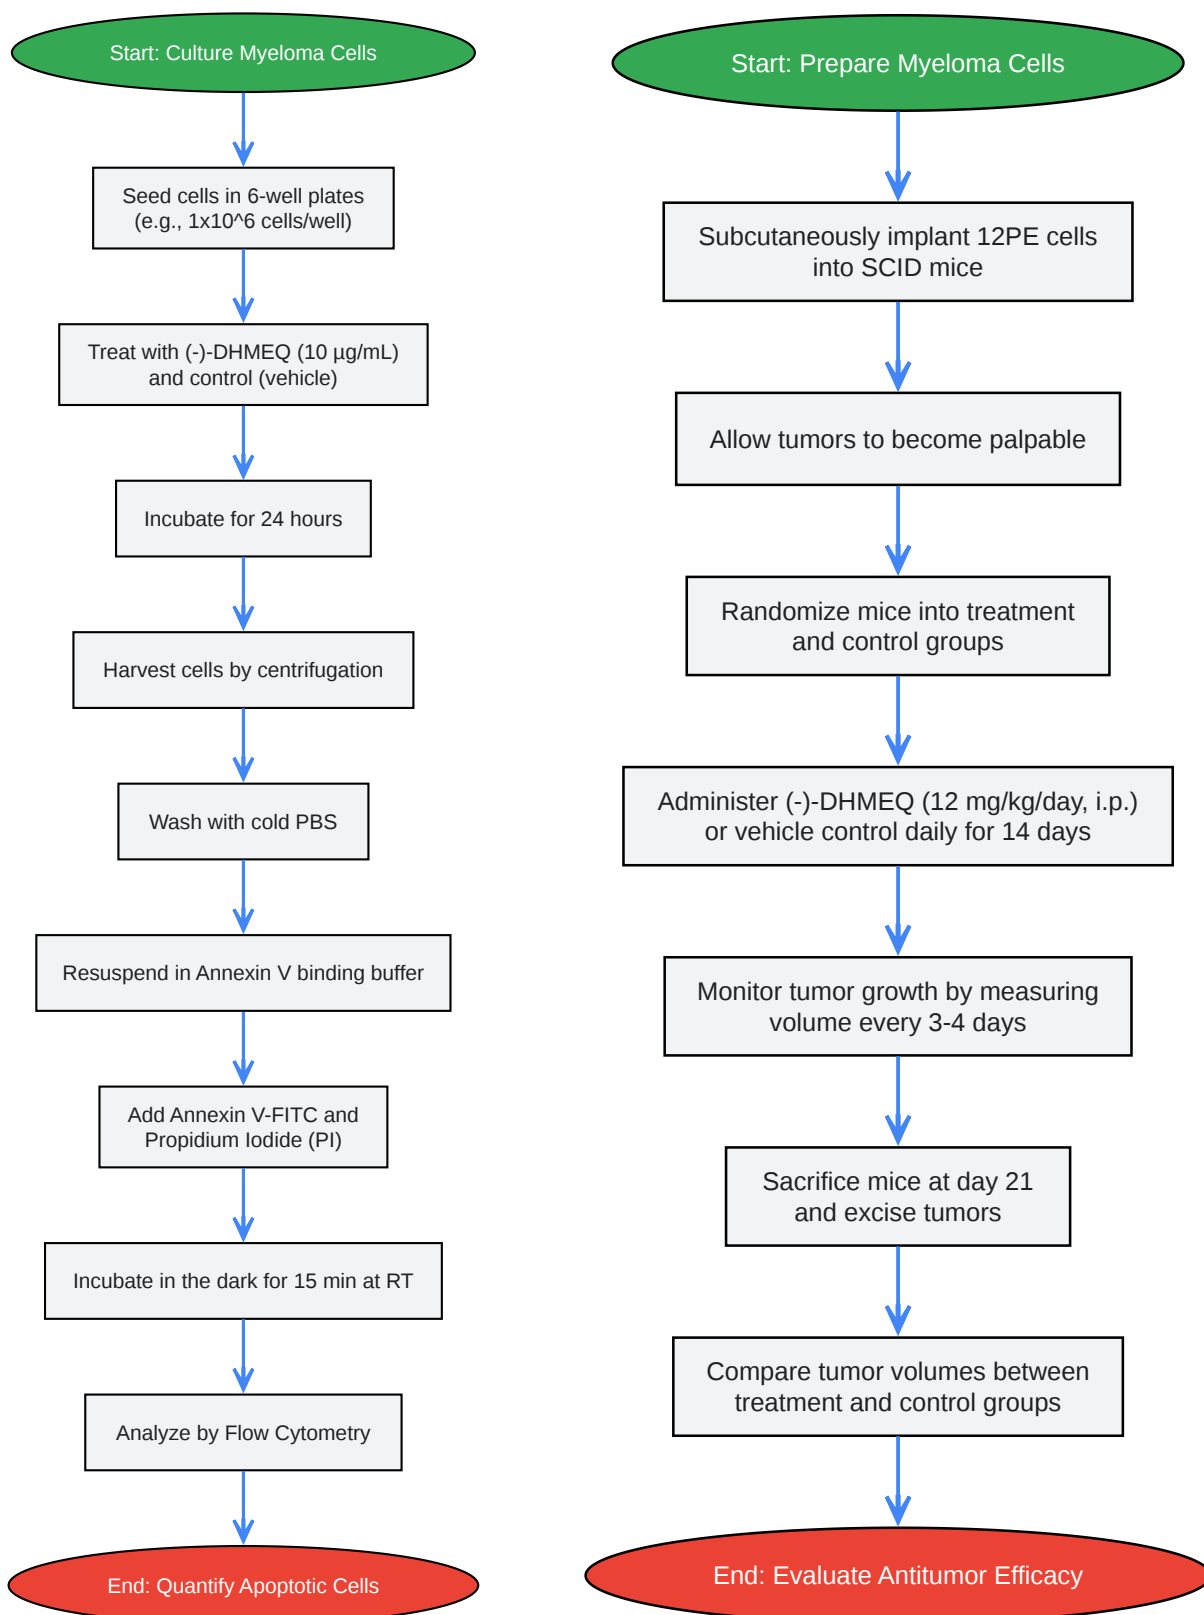 Start: Culture Myeloma Cells
Seed cells in 6-well plates
(e.g., 1x10^6 cells/well)
Treat with (-)-DHMEQ (10 µg/mL)
and control (vehicle)
Incubate for 24 hours
Harvest cells by centrifugation
Wash with cold PBS
Resuspend in Annexin V binding buffer
Add Annexin V-FITC and
Propidium Iodide (PI)
Incubate in the dark for 15 min at RT
Analyze by Flow Cytometry
End: Quantify Apoptotic Cells
Start: Prepare Myeloma Cells
Subcutaneously implant 12PE cells
into SCID mice
Allow tumors to become palpable
Randomize mice into treatment
and control groups
Administer (-)-DHMEQ (12 mg/kg/day, i.p.)
or vehicle control daily for 14 days
Monitor tumor growth by measuring
volume every 3-4 days
Sacrifice mice at day 21
and excise tumors
Compare tumor volumes between
treatment and control groups
End: Evaluate Antitumor Efficacy